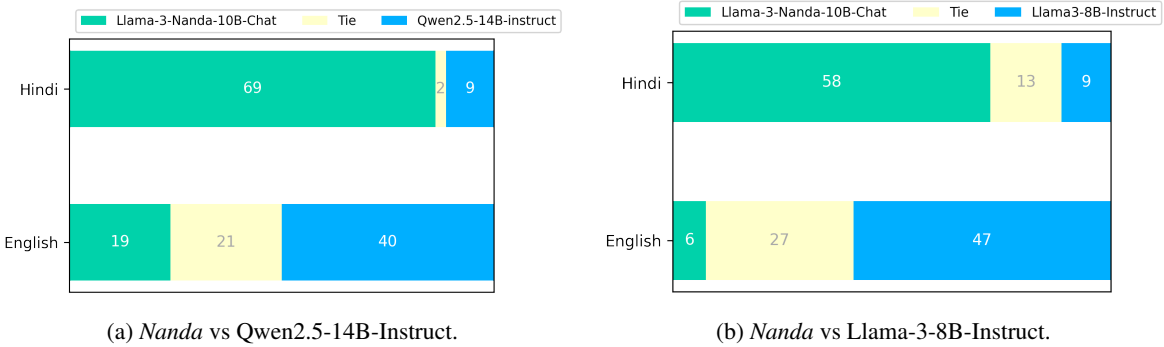 Llama-3-Nanda-10B-Chat Tie Qwen2.5-14B-instruct
Hindi 69 2 9
English 19 21 40
(a) Nanda vs Qwen2.5-14B-Instruct.
Llama-3-Nanda-10B-Chat Tie Llama3-8B-Instruct
Hindi 58 13 9
English 6 27 47
(b) Nanda vs Llama-3-8B-Instruct.